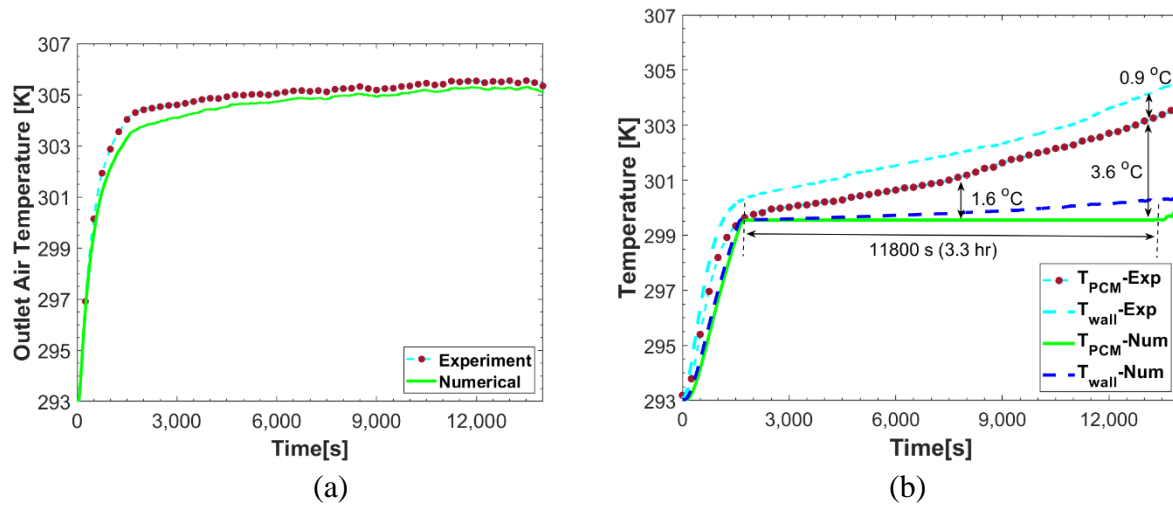 307
305
303
301
299
297
295
293
Outlet Air Temperature [K]
0
3,000
6,000
9,000
12,000
Time[s]
Experiment
Numerical
(a)
307
305
303
301
299
297
295
293
Temperature [K]
0.9 °C
3.6 °C
1.6 °C
11800 s (3.3 hr)
T_PCM-Exp
T_wall-Exp
T_PCM-Num
T_wall-Num
0
3,000
6,000
9,000
12,000
Time[s]
(b)